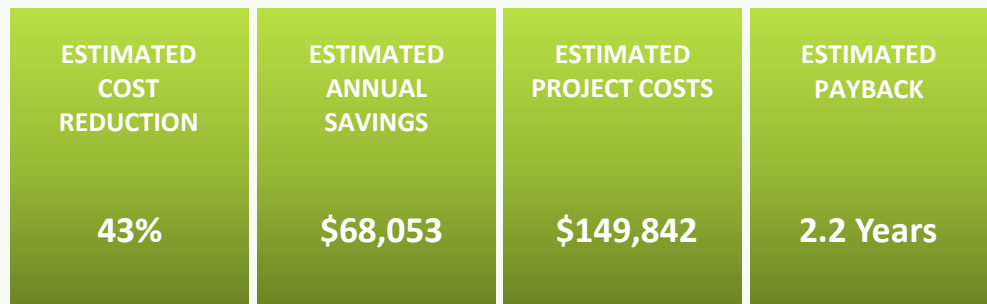 ESTIMATED
COST
REDUCTION
43%
ESTIMATED
ANNUAL
SAVINGS
$68,053
ESTIMATED
PROJECT COSTS
$149,842
ESTIMATED
PAYBACK
2.2 Years